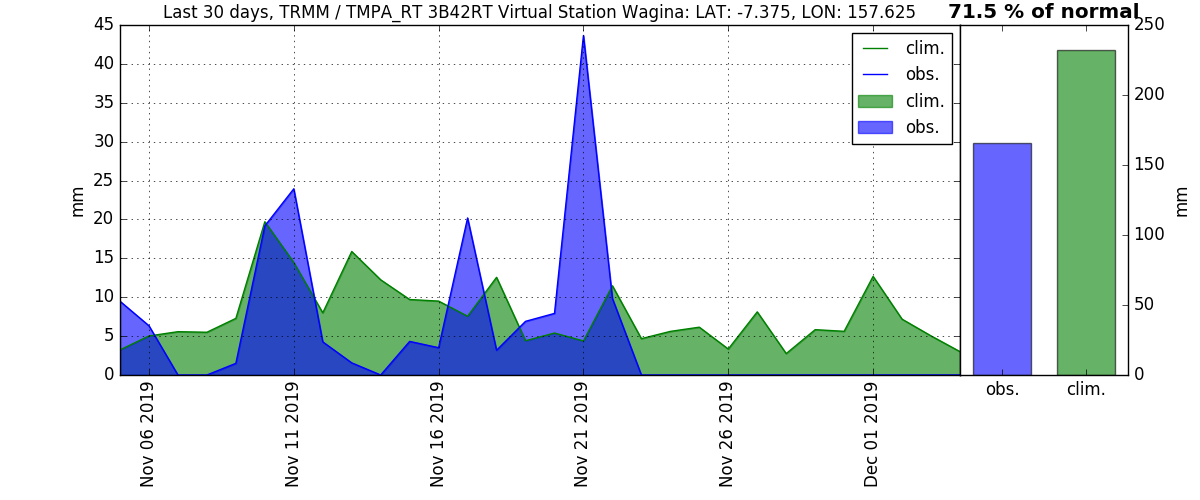 Last 30 days, TRMM / TMPA_RT 3B42RT Virtual Station Wagina: LAT: -7.375, LON: 157.625
71.5 % of normal
45
40
35
30
25
20
15
10
5
0
mm
clim.
obs.
clim.
obs.
Nov 06 2019
Nov 11 2019
Nov 16 2019
Nov 21 2019
Nov 26 2019
Dec 01 2019
250
200
150
100
50
0
mm
obs.
clim.